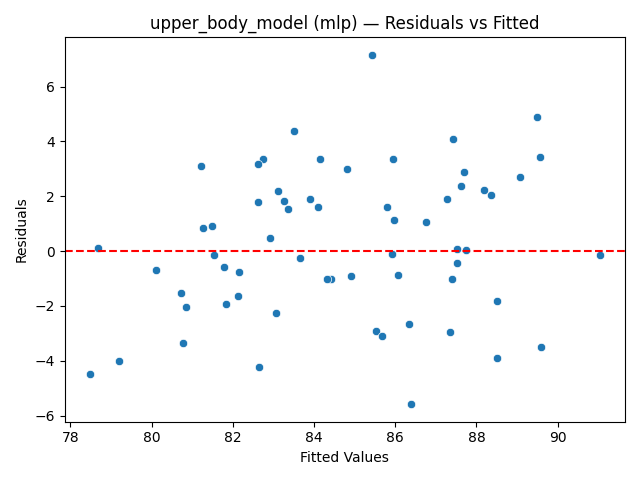 upper_body_model (mlp) — Residuals vs Fitted
Residuals
6
4
2
0
−2
−4
−6
78 80 82 84 86 88 90
Fitted Values